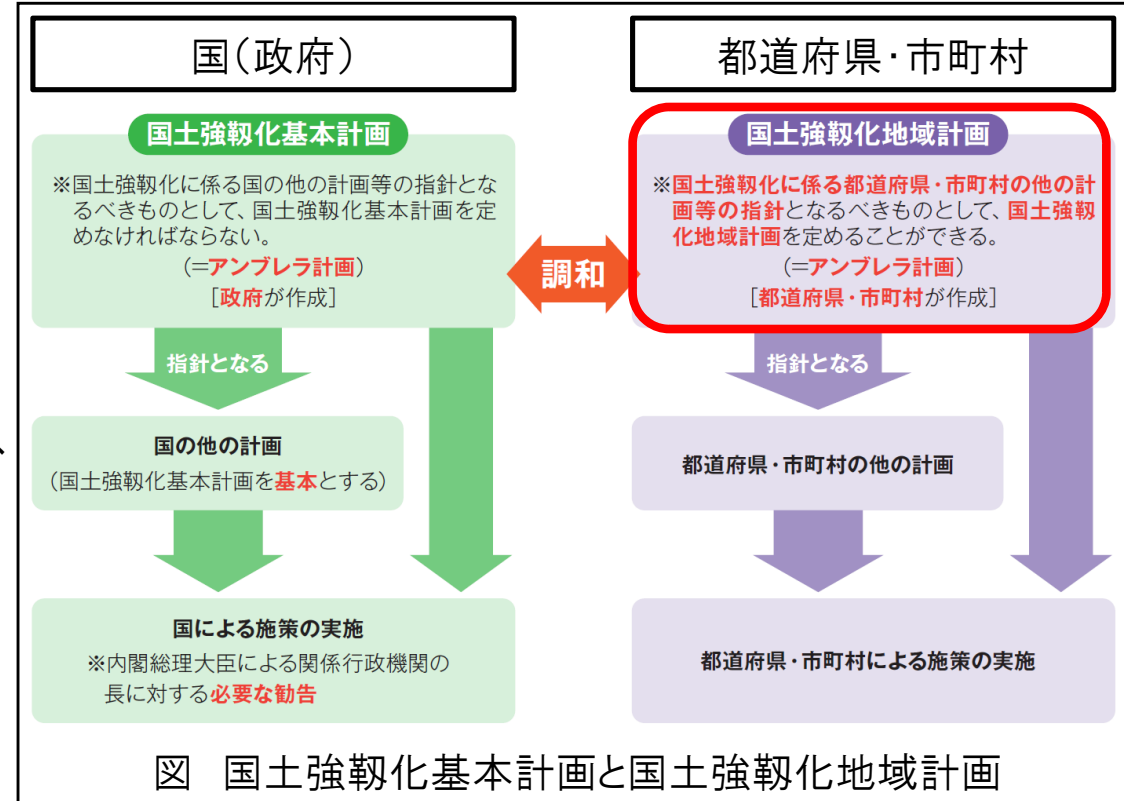 国(政府)
都道府県・市町村
国土強靱化基本計画
※国土強靱化に係る国の他の計画等の指針とな
るべきものとして、国土強靱化基本計画を定
めなければならない。
(=アンブレラ計画)
[政府が作成]
調和
国土強靱化地域計画
※国土強靱化に係る都道府県・市町村の他の計
画等の指針となるべきものとして、国土強靱
化地域計画を定めることができる。
(=アンブレラ計画)
[都道府県・市町村が作成]
指針となる
指針となる
国の他の計画
(国土強靱化基本計画を基本とする)
都道府県・市町村の他の計画
国による施策の実施
※内閣総理大臣による関係行政機関の
長に対する必要な勧告
都道府県・市町村による施策の実施
図 国土強靱化基本計画と国土強靱化地域計画